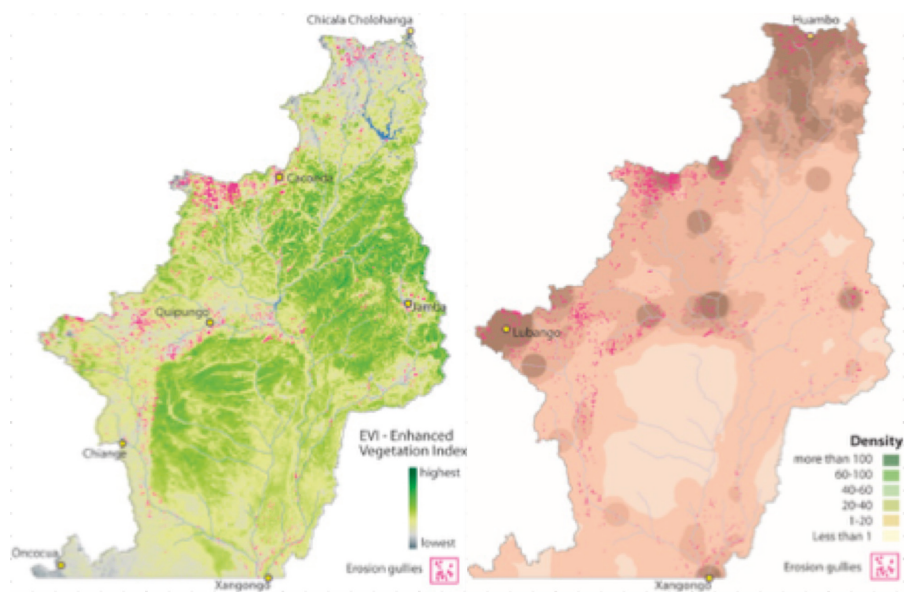 Chicala Cholohanga
Caconda
Jamba
Quipungo
Chiange
EVI - Enhanced
Vegetation Index
highest
lowest
Oncocua
Erosion gullies
Xangongo
Huambo
Lubango
Density
more than 100
60-100
40-60
20-40
1-20
Less than 1
Erosion gullies
Xangongo